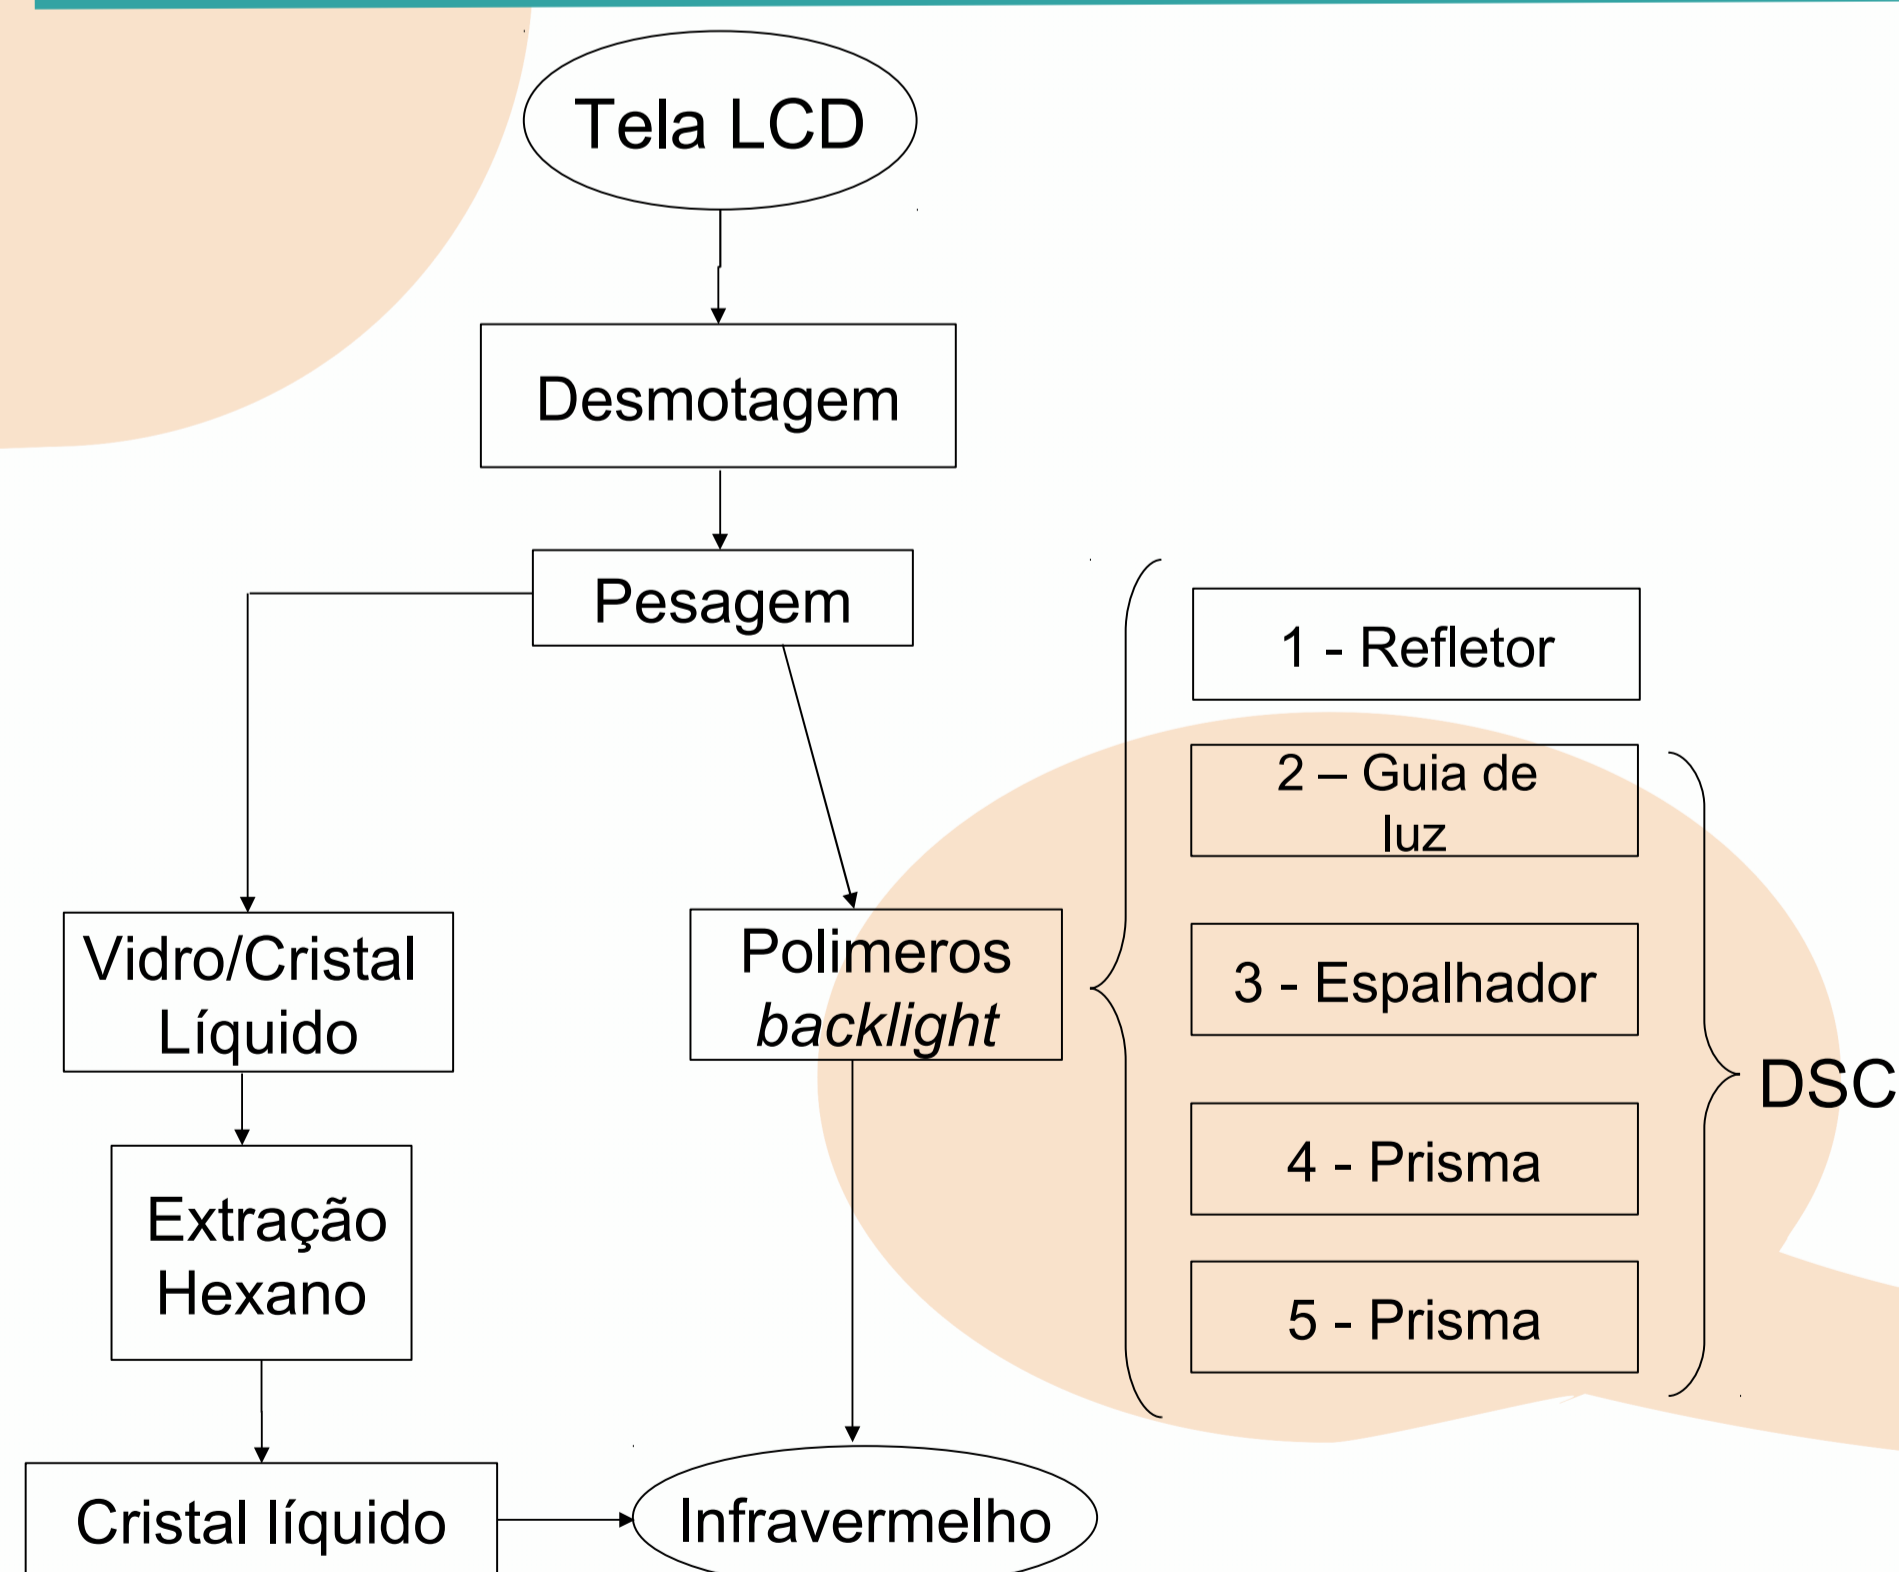 Tela LCD
Desmotagem
Pesagem
1 - Refletor
2 – Guia de
luz
Vidro/Cristal
Líquido
Polimeros
backlight
3 - Espalhador
DSC
4 - Prisma
Extração
Hexano
5 - Prisma
Cristal líquido
Infravermelho